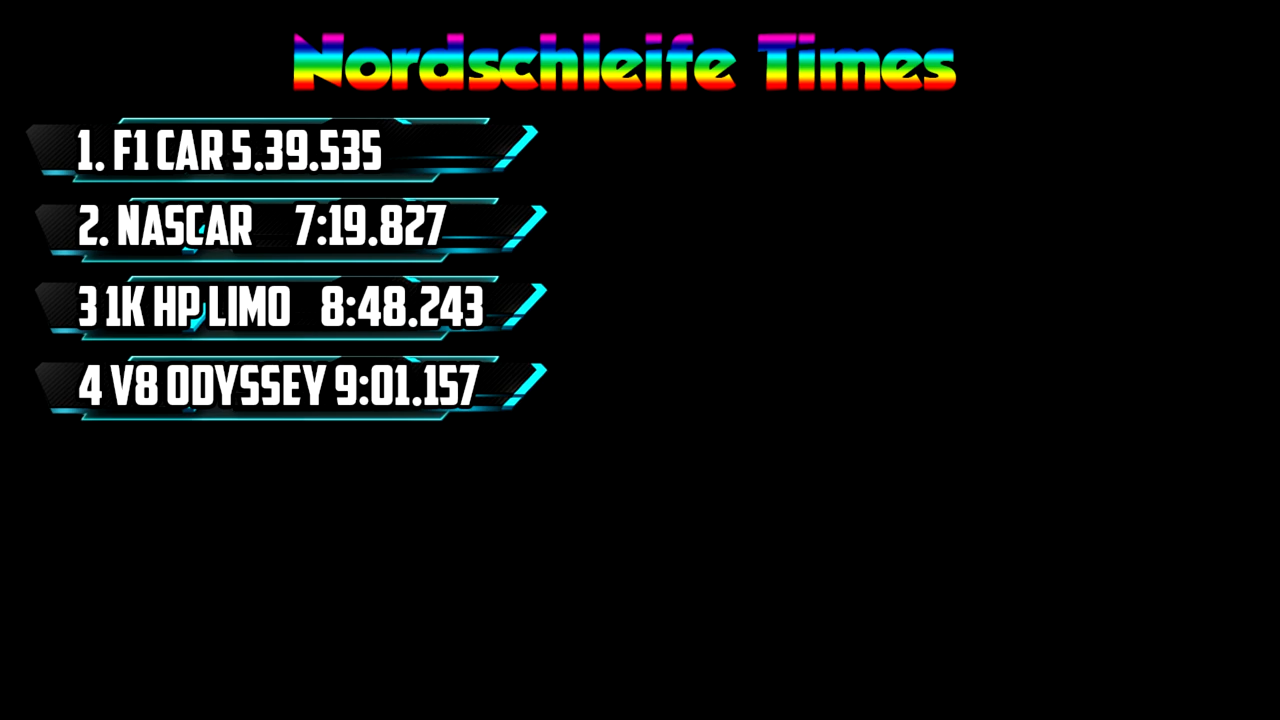 Nordschleife Times
1. F1 CAR 5.39.535
2. NASCAR 7:19.827
3 1K HP LIMO 8:48.243
4 V8 ODYSSEY 9:01.157